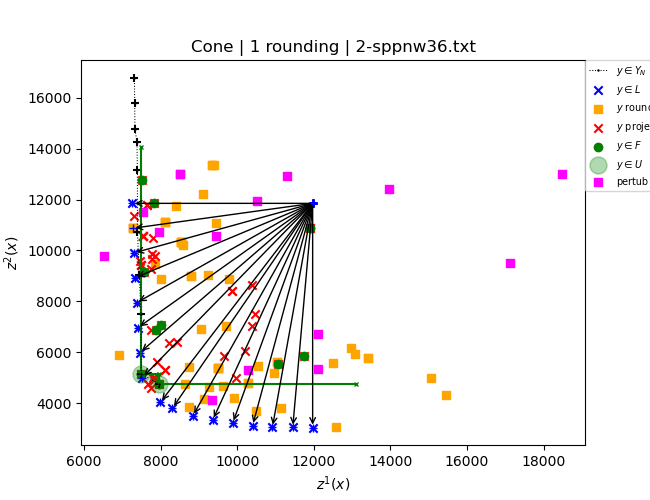 Cone | 1 rounding | 2-sppnw36.txt
z²(x)
16000
14000
12000
10000
8000
6000
4000
6000 8000 10000 12000 14000 16000 18000
z¹(x)
y ∈ Y_N
y ∈ L
y roun
y proje
y ∈ F
y ∈ U
pertub